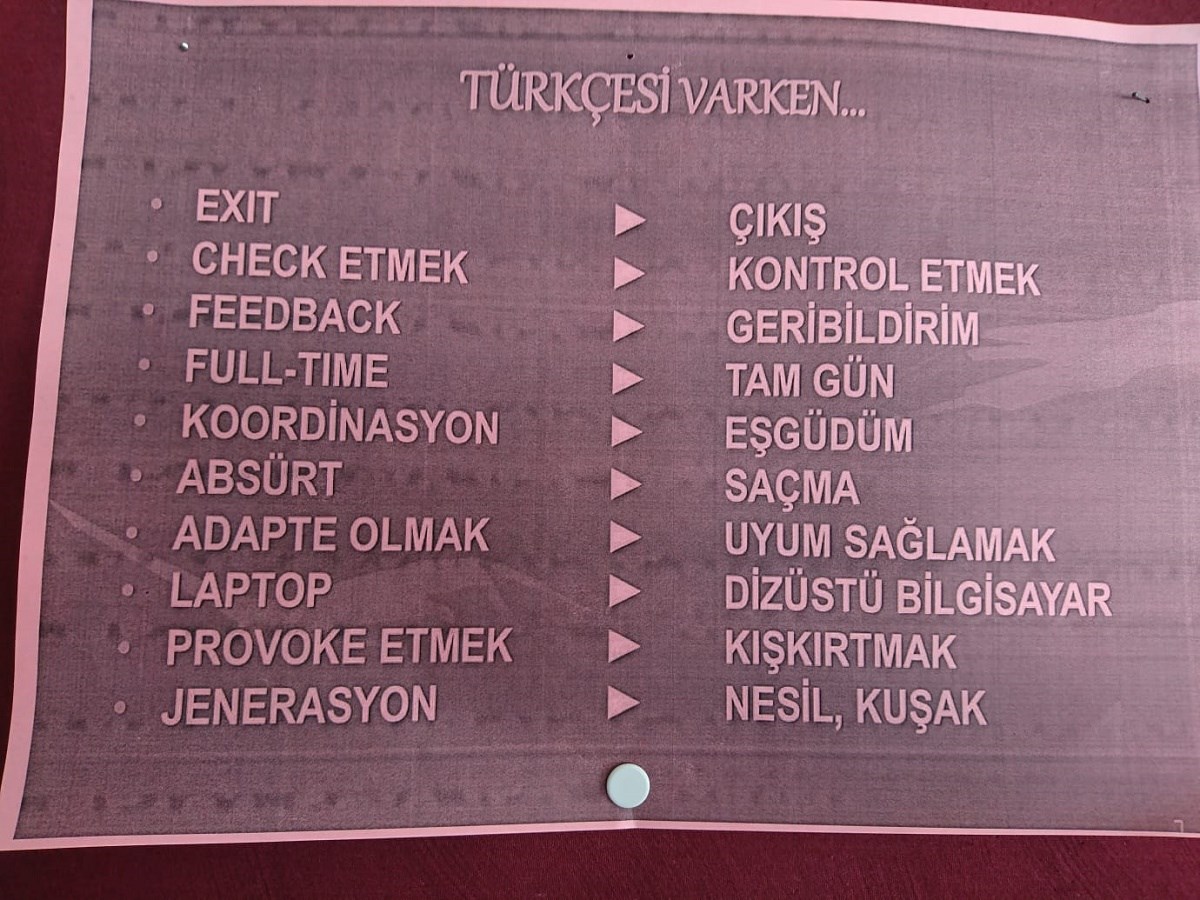 TÜRKÇESİ VARKEN...
• EXIT ► ÇIKIŞ
• CHECK ETMEK ► KONTROL ETMEK
• FEEDBACK ► GERİBİLDİRİM
• FULL-TIME ► TAM GÜN
• KOORDİNASYON ► EŞGÜDÜM
• ABSÜRT ► SAÇMA
• ADAPTE OLMAK ► UYUM SAĞLAMAK
• LAPTOP ► DİZÜSTÜ BİLGİSAYAR
• PROVOKE ETMEK ► KIŞKIRTMAK
• JENERASYON ► NESİL, KUŞAK